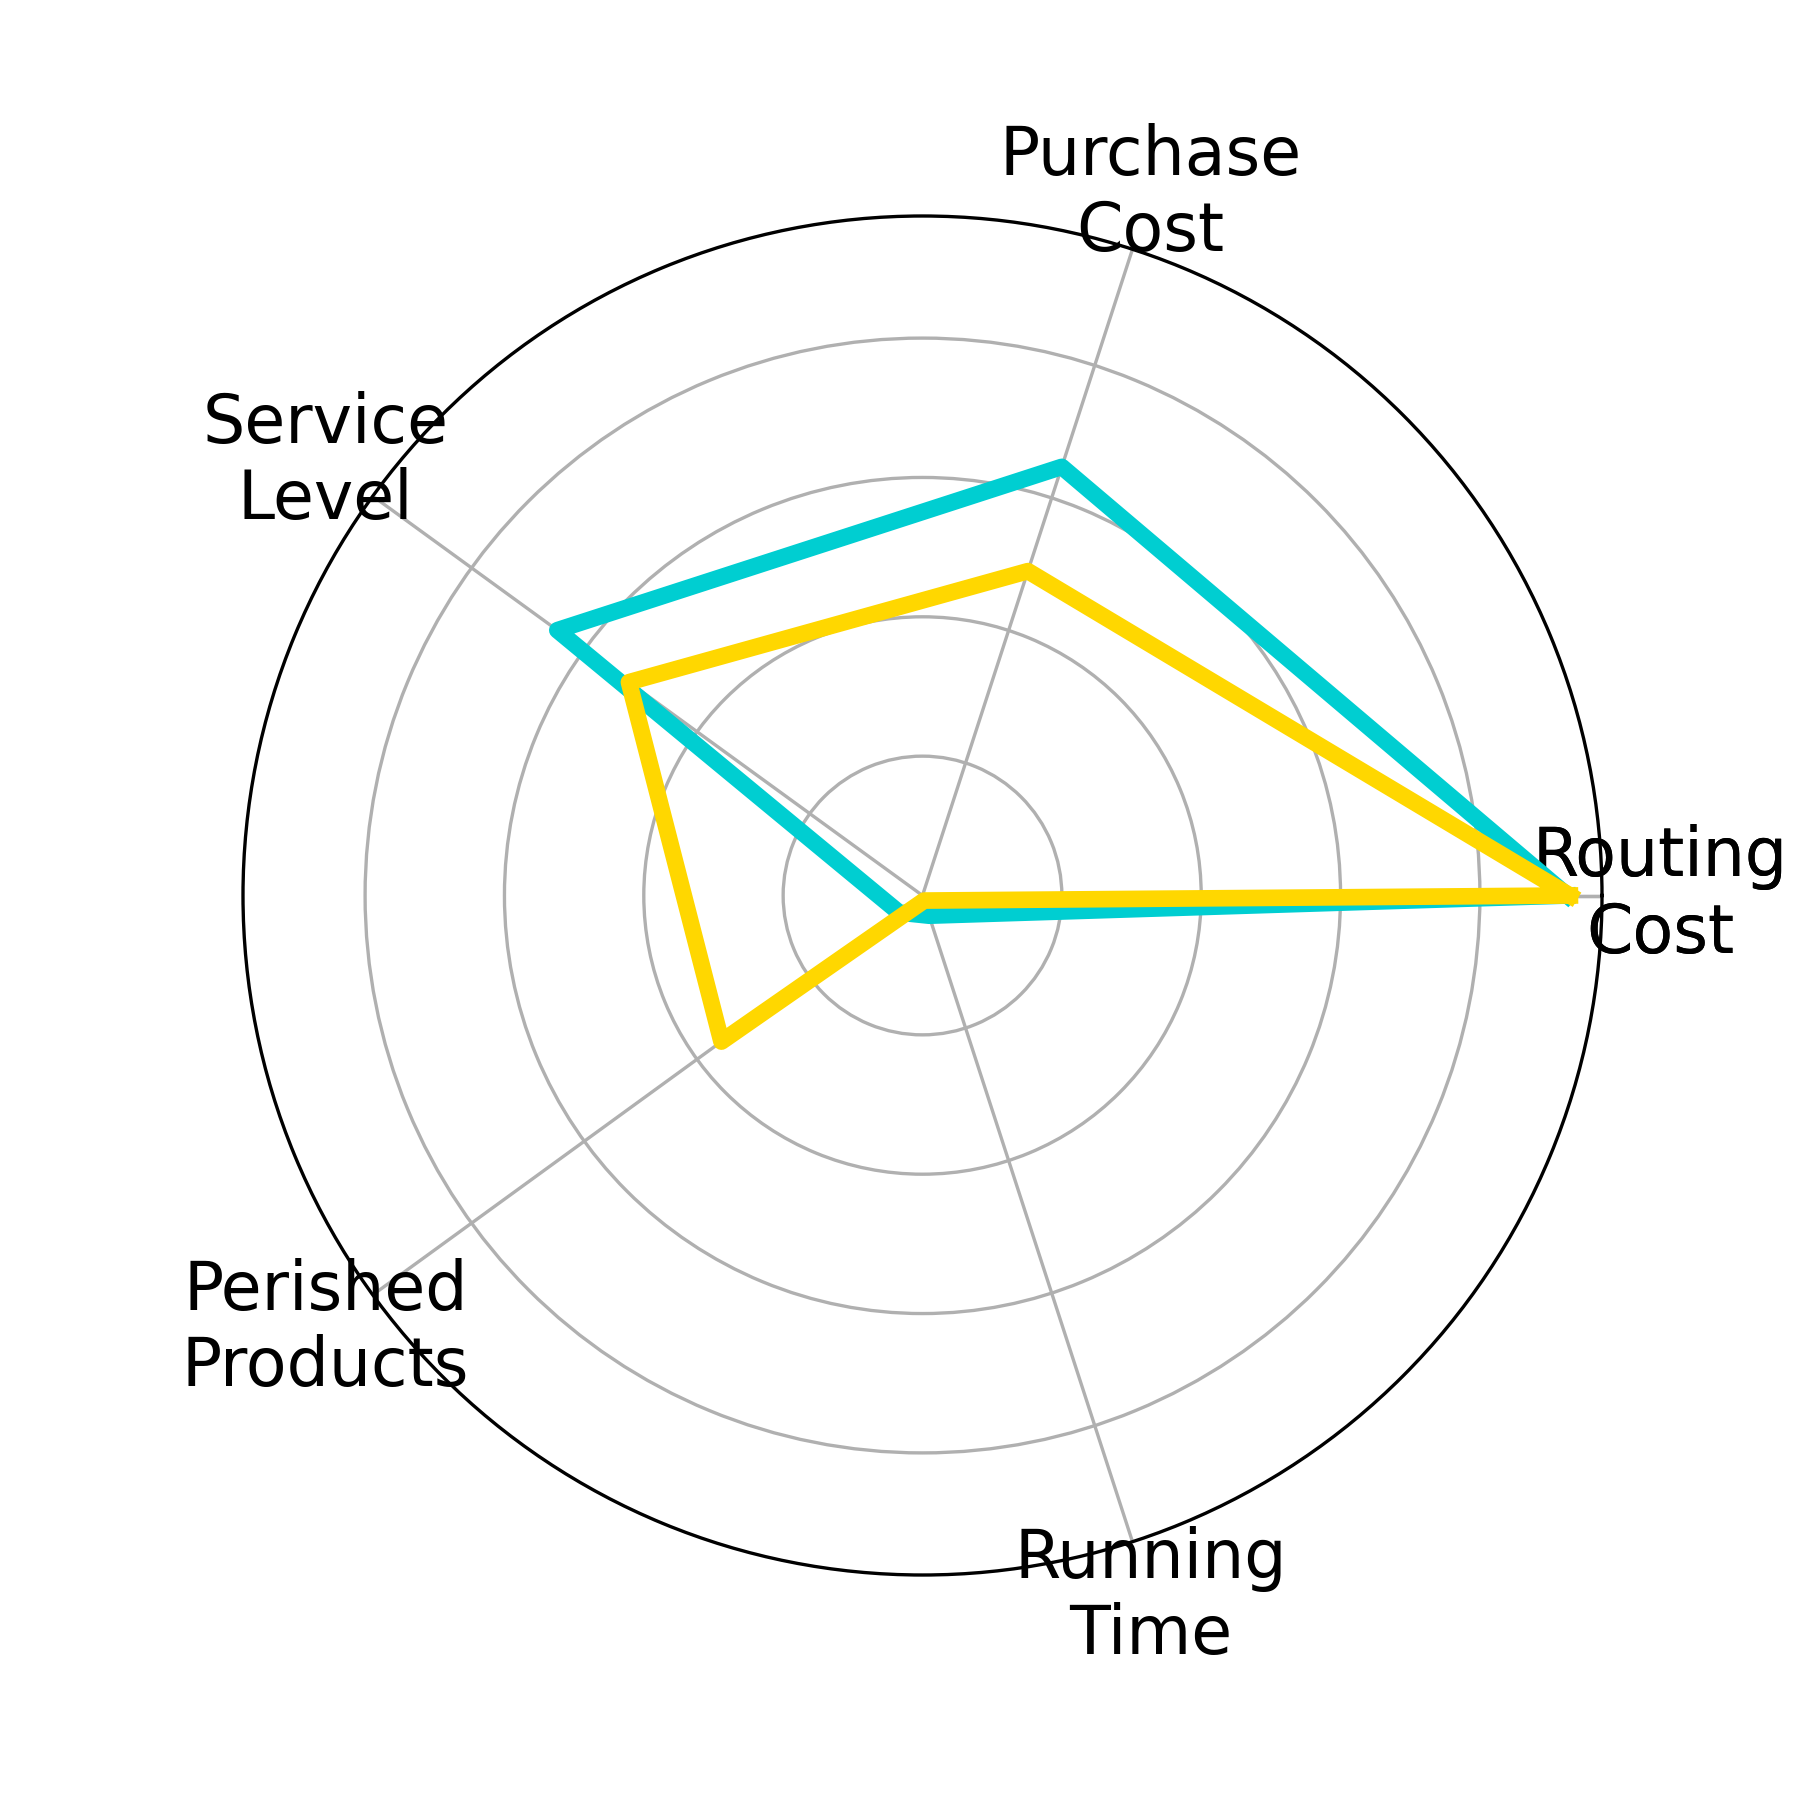 Purchase
Cost
Service
Level
Routing
Cost
Perished
Products
Running
Time